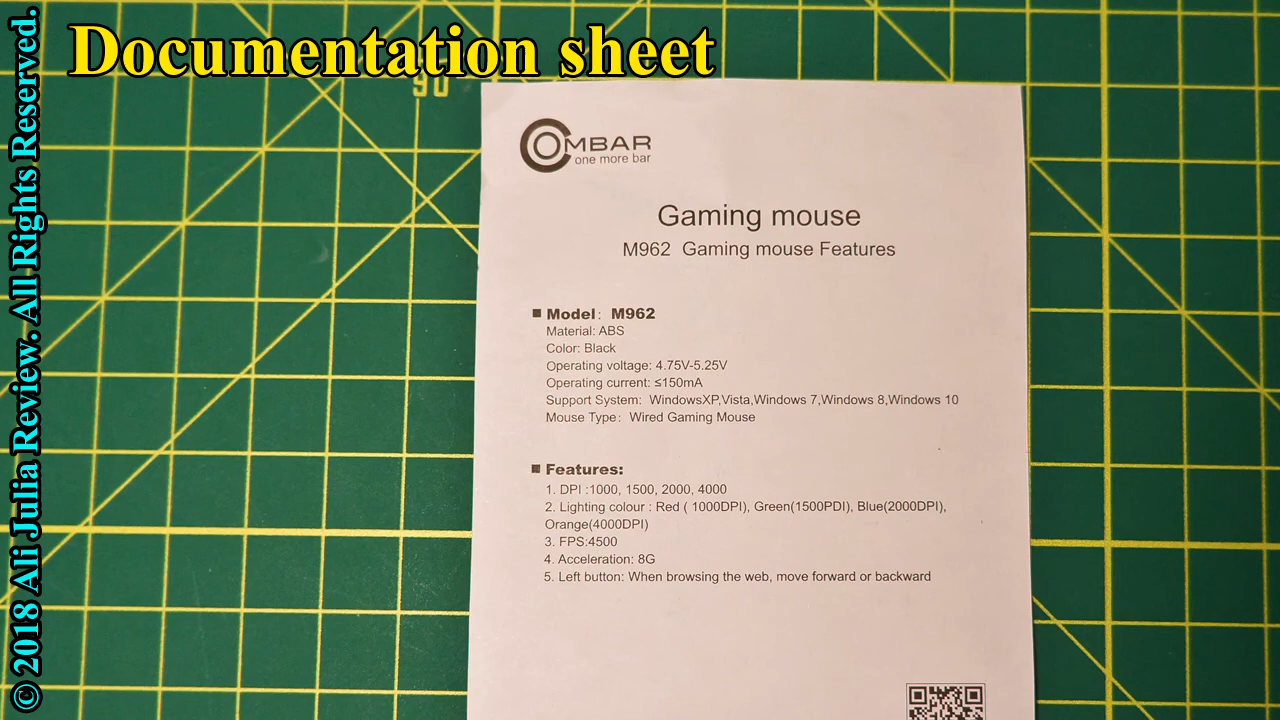 Documentation sheet
© 2018 Ali Julia Review. All Rights Reserved.
90
OMBAR
one more bar
Gaming mouse
M962 Gaming mouse Features
■ Model: M962
Material: ABS
Color: Black
Operating voltage: 4.75V-5.25V
Operating current: ≤150mA
Support System: WindowsXP,Vista,Windows 7,Windows 8,Windows 10
Mouse Type: Wired Gaming Mouse
■ Features:
1. DPI :1000, 1500, 2000, 4000
2. Lighting colour : Red ( 1000DPI), Green(1500PDI), Blue(2000DPI),
Orange(4000DPI)
3. FPS:4500
4. Acceleration: 8G
5. Left button: When browsing the web, move forward or backward